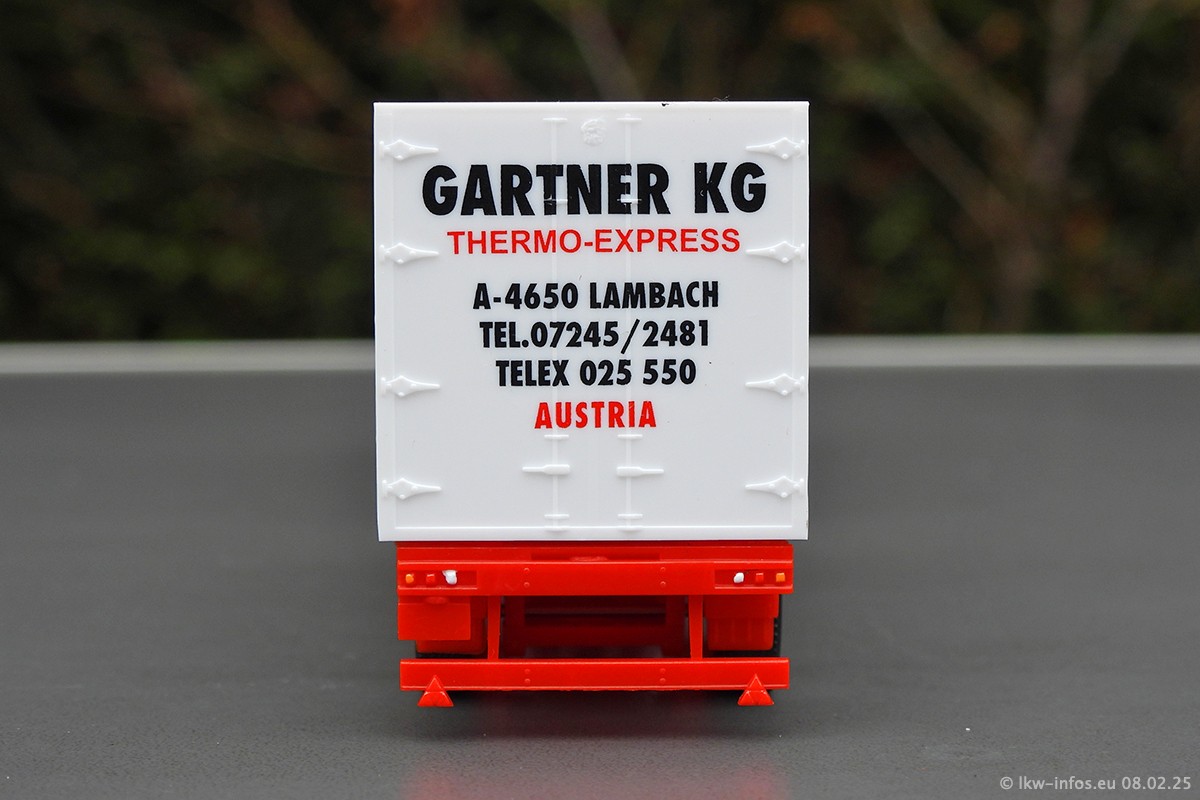 GARTNER KG
THERMO-EXPRESS
A-4650 LAMBACH
TEL.07245/2481
TELEX 025 550
AUSTRIA
© lkw-infos.eu 08.02.25